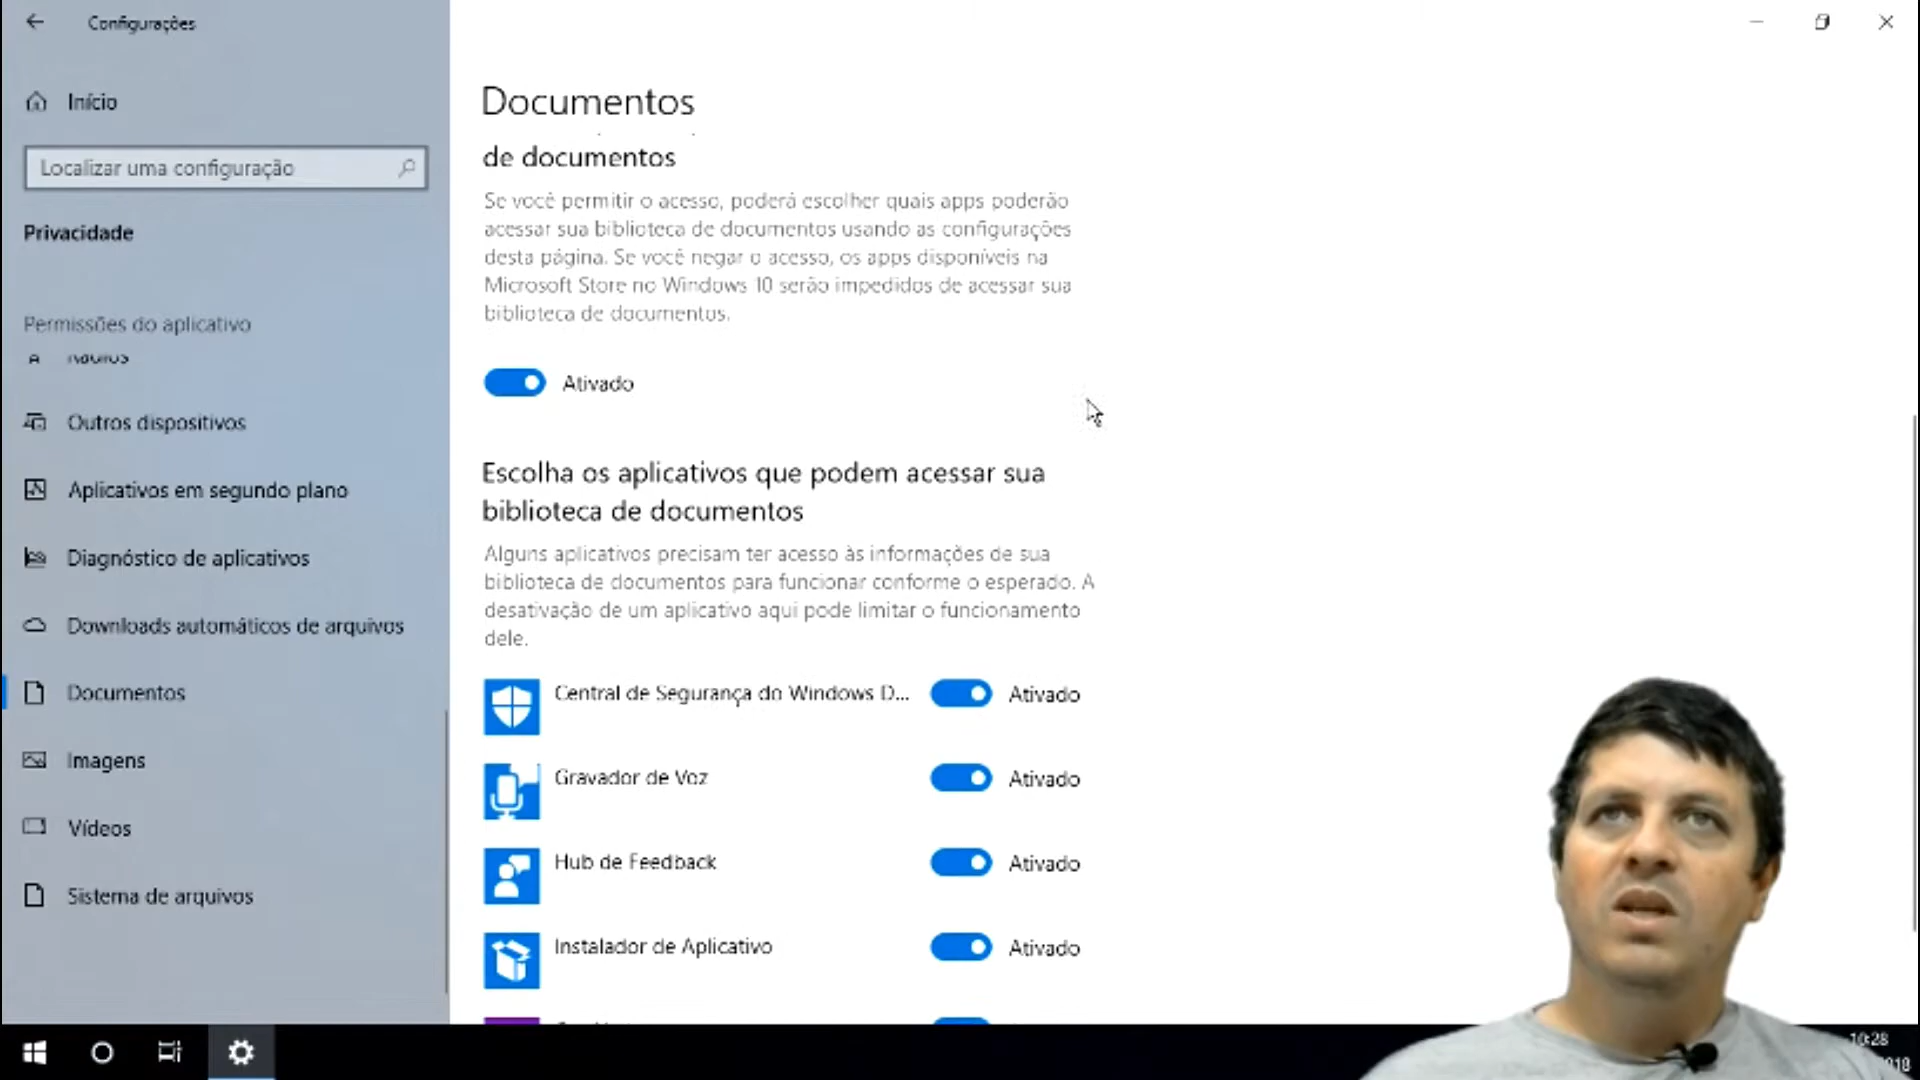 Configurações
Início
Localizar uma configuração
Privacidade
Permissões do aplicativo
Rádios
Outros dispositivos
Aplicativos em segundo plano
Diagnóstico de aplicativos
Downloads automáticos de arquivos
Documentos
Imagens
Vídeos
Sistema de arquivos
Documentos
de documentos
Se você permitir o acesso, poderá escolher quais apps poderão
acessar sua biblioteca de documentos usando as configurações
desta página. Se você negar o acesso, os apps disponíveis na
Microsoft Store no Windows 10 serão impedidos de acessar sua
biblioteca de documentos.
Ativado
Escolha os aplicativos que podem acessar sua
biblioteca de documentos
Alguns aplicativos precisam ter acesso às informações de sua
biblioteca de documentos para funcionar conforme o esperado. A
desativação de um aplicativo aqui pode limitar o funcionamento
dele.
Central de Segurança do Windows D... Ativado
Gravador de Voz Ativado
Hub de Feedback Ativado
Instalador de Aplicativo Ativado
10:28